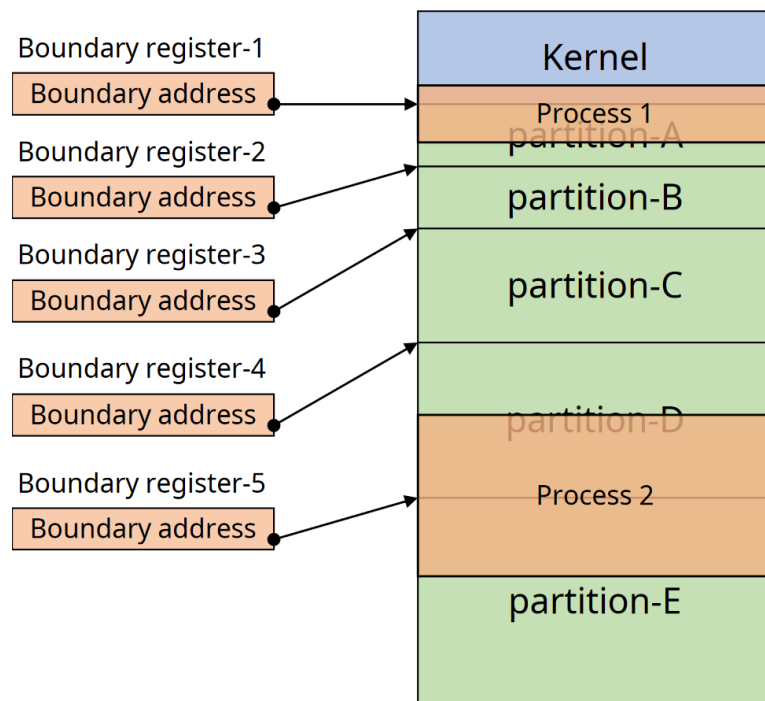 Boundary register-1
Boundary address
Boundary register-2
Boundary address
Boundary register-3
Boundary address
Boundary register-4
Boundary address
Boundary register-5
Boundary address
Kernel
Process 1
partition-A
partition-B
partition-C
partition-D
Process 2
partition-E